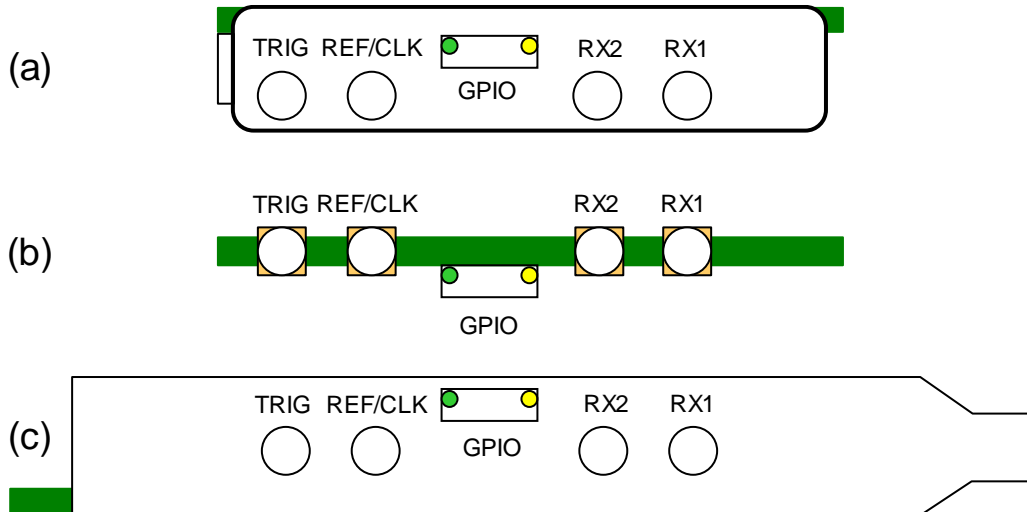 (a)
TRIG REF/CLK RX2 RX1
GPIO
(b)
TRIG REF/CLK RX2 RX1
GPIO
(c)
TRIG REF/CLK RX2 RX1
GPIO